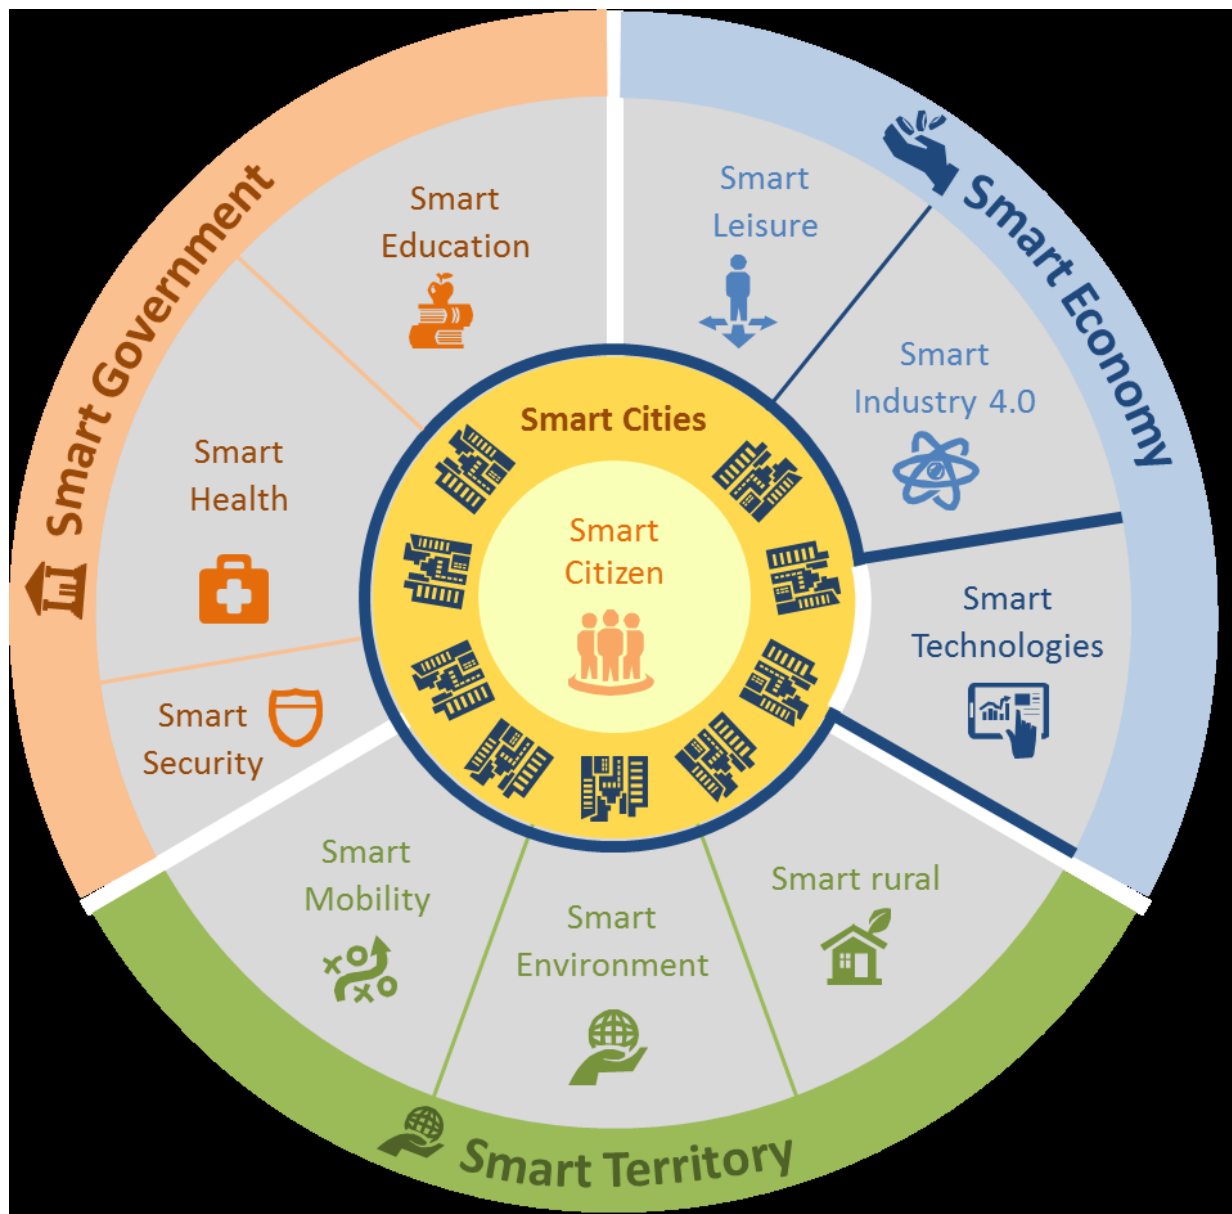 Smart Government
Smart
Education
Smart
Health
Smart
Security
Smart Economy
Smart
Leisure
Smart
Industry 4.0
Smart
Technologies
Smart Cities
Smart
Citizen
Smart
Mobility
Smart
Environment
Smart rural
Smart Territory